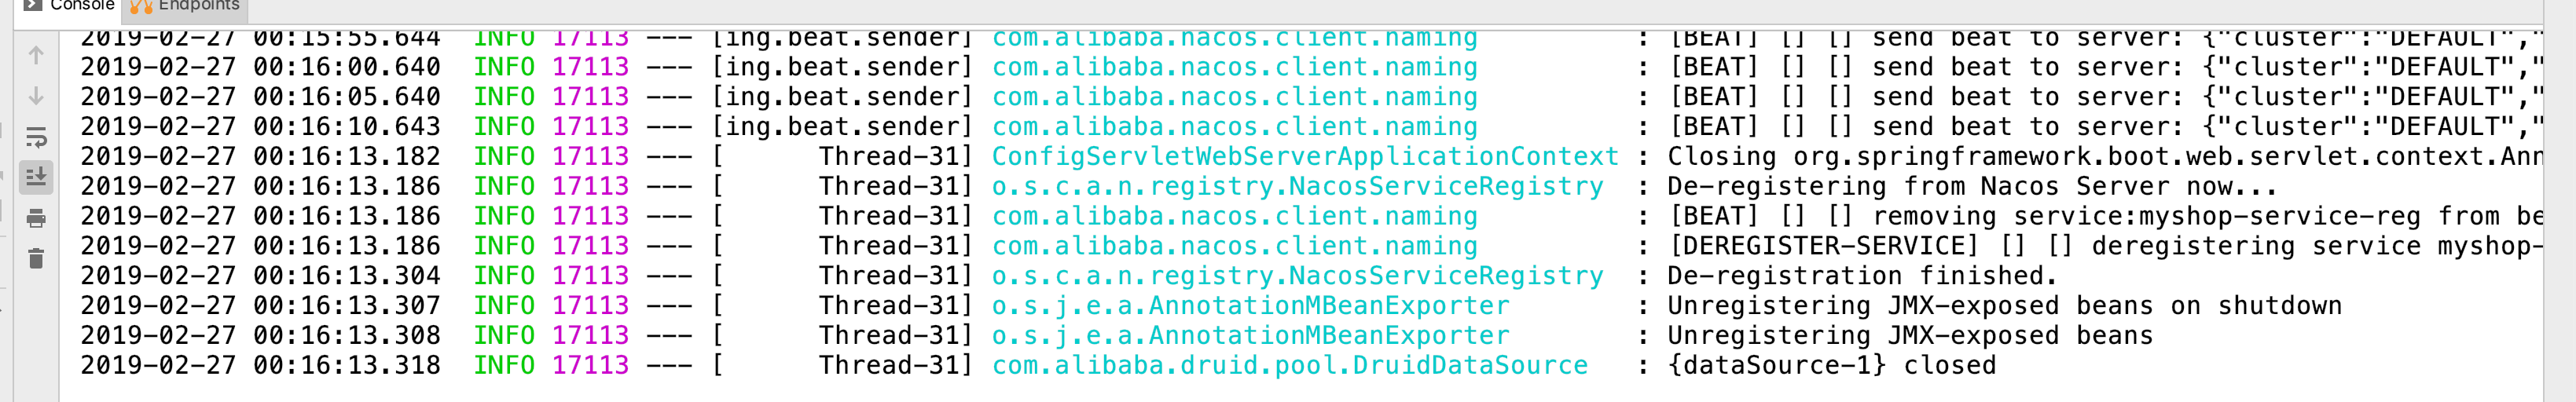 Console Endpoints
2019-02-27 00:15:55.644 INFO 17113 --- [ing.beat.sender] com.alibaba.nacos.client.naming : [BEAT] [] [] send beat to server: {"cluster":"DEFAULT","
2019-02-27 00:16:00.640 INFO 17113 --- [ing.beat.sender] com.alibaba.nacos.client.naming : [BEAT] [] [] send beat to server: {"cluster":"DEFAULT","
2019-02-27 00:16:05.640 INFO 17113 --- [ing.beat.sender] com.alibaba.nacos.client.naming : [BEAT] [] [] send beat to server: {"cluster":"DEFAULT","
2019-02-27 00:16:10.643 INFO 17113 --- [ing.beat.sender] com.alibaba.nacos.client.naming : [BEAT] [] [] send beat to server: {"cluster":"DEFAULT","
2019-02-27 00:16:13.182 INFO 17113 --- [ Thread-31] ConfigServletWebServerApplicationContext : Closing org.springframework.boot.web.servlet.context.Ann
2019-02-27 00:16:13.186 INFO 17113 --- [ Thread-31] o.s.c.a.n.registry.NacosServiceRegistry : De-registering from Nacos Server now...
2019-02-27 00:16:13.186 INFO 17113 --- [ Thread-31] com.alibaba.nacos.client.naming : [BEAT] [] [] removing service:myshop-service-reg from be
2019-02-27 00:16:13.186 INFO 17113 --- [ Thread-31] com.alibaba.nacos.client.naming : [DEREGISTER-SERVICE] [] [] deregistering service myshop-
2019-02-27 00:16:13.304 INFO 17113 --- [ Thread-31] o.s.c.a.n.registry.NacosServiceRegistry : De-registration finished.
2019-02-27 00:16:13.307 INFO 17113 --- [ Thread-31] o.s.j.e.a.AnnotationMBeanExporter : Unregistering JMX-exposed beans on shutdown
2019-02-27 00:16:13.308 INFO 17113 --- [ Thread-31] o.s.j.e.a.AnnotationMBeanExporter : Unregistering JMX-exposed beans
2019-02-27 00:16:13.318 INFO 17113 --- [ Thread-31] com.alibaba.druid.pool.DruidDataSource : {dataSource-1} closed